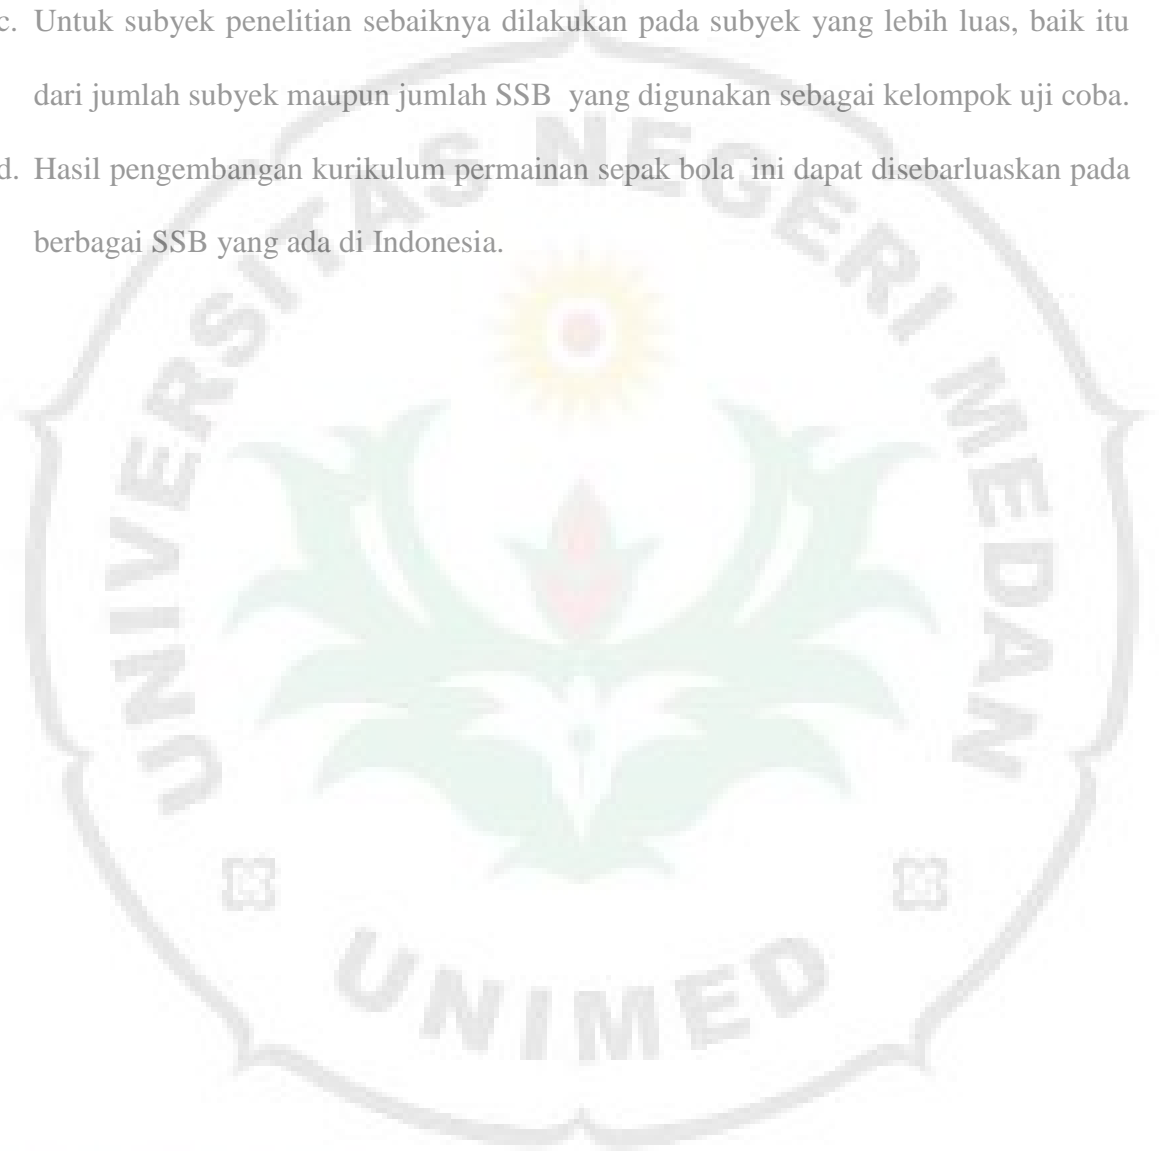 c. Untuk subyek penelitian sebaiknya dilakukan pada subyek yang lebih luas, baik itu
dari jumlah subyek maupun jumlah SSB yang digunakan sebagai kelompok uji coba.
d. Hasil pengembangan kurikulum permainan sepak bola ini dapat disebarluaskan pada
berbagai SSB yang ada di Indonesia.
UNIVERSITAS NEGERI MEDAN
UNIMED